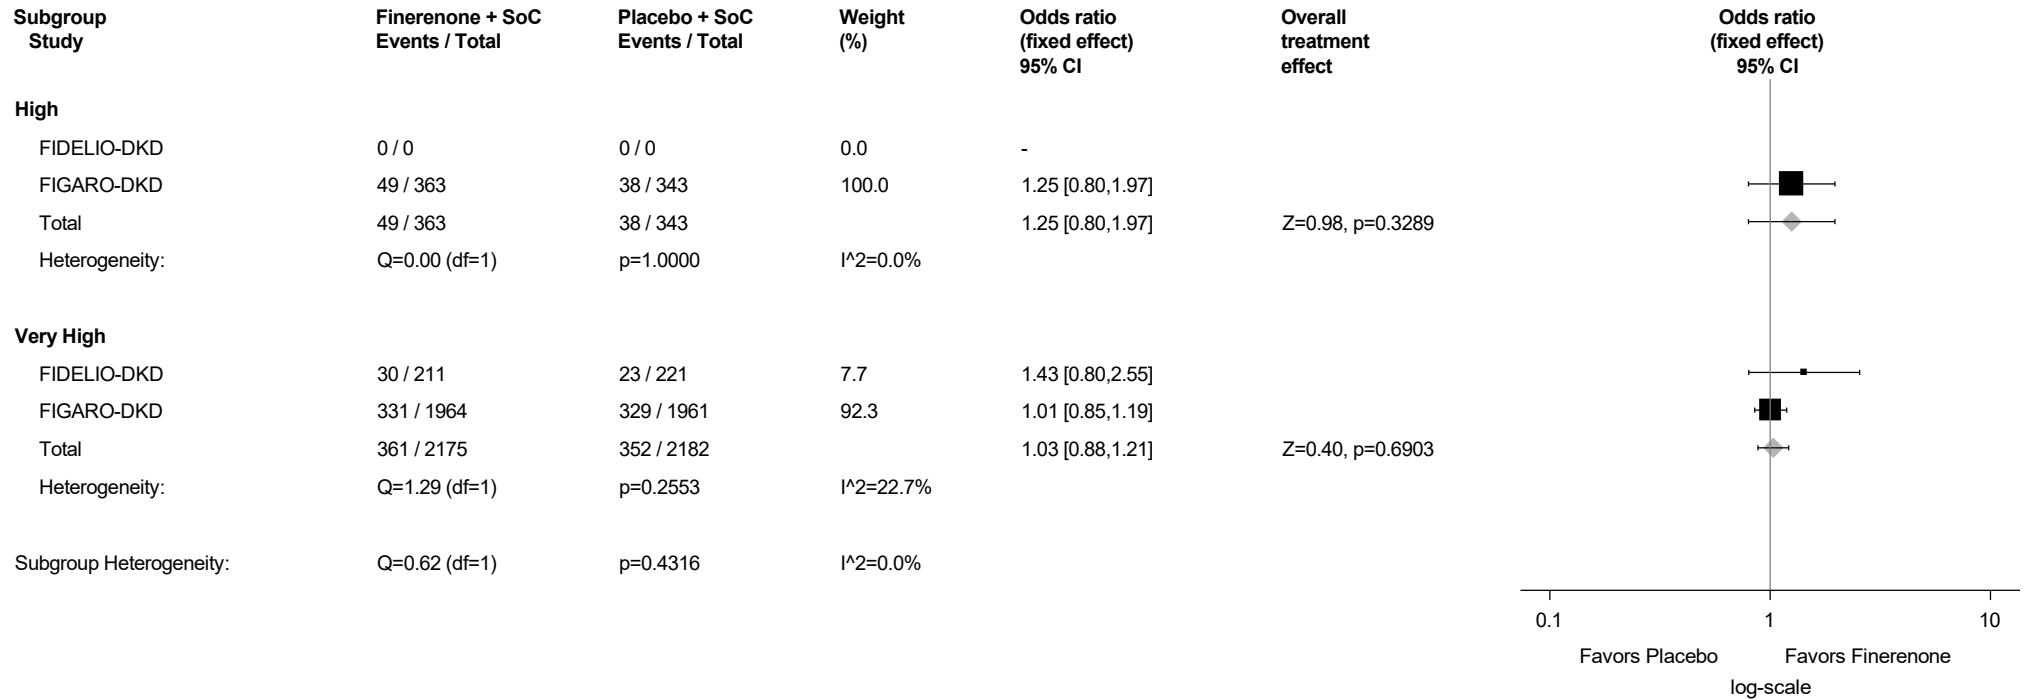 Subgroup Finerenone + SoC Placebo + SoC Weight Odds ratio Overall Odds ratio
Study Events / Total Events / Total (%) (fixed effect) treatment (fixed effect)
95% CI effect 95% CI
High
FIDELIO-DKD 0 / 0 0 / 0 0.0 -
FIGARO-DKD 49 / 363 38 / 343 100.0 1.25 [0.80,1.97]
Total 49 / 363 38 / 343 1.25 [0.80,1.97] Z=0.98, p=0.3289
Heterogeneity: Q=0.00 (df=1) p=1.0000 I^2=0.0%
Very High
FIDELIO-DKD 30 / 211 23 / 221 7.7 1.43 [0.80,2.55]
FIGARO-DKD 331 / 1964 329 / 1961 92.3 1.01 [0.85,1.19]
Total 361 / 2175 352 / 2182 1.03 [0.88,1.21] Z=0.40, p=0.6903
Heterogeneity: Q=1.29 (df=1) p=0.2553 I^2=22.7%
Subgroup Heterogeneity: Q=0.62 (df=1) p=0.4316 I^2=0.0%
0.1 1 10
Favors Placebo Favors Finerenone
log-scale